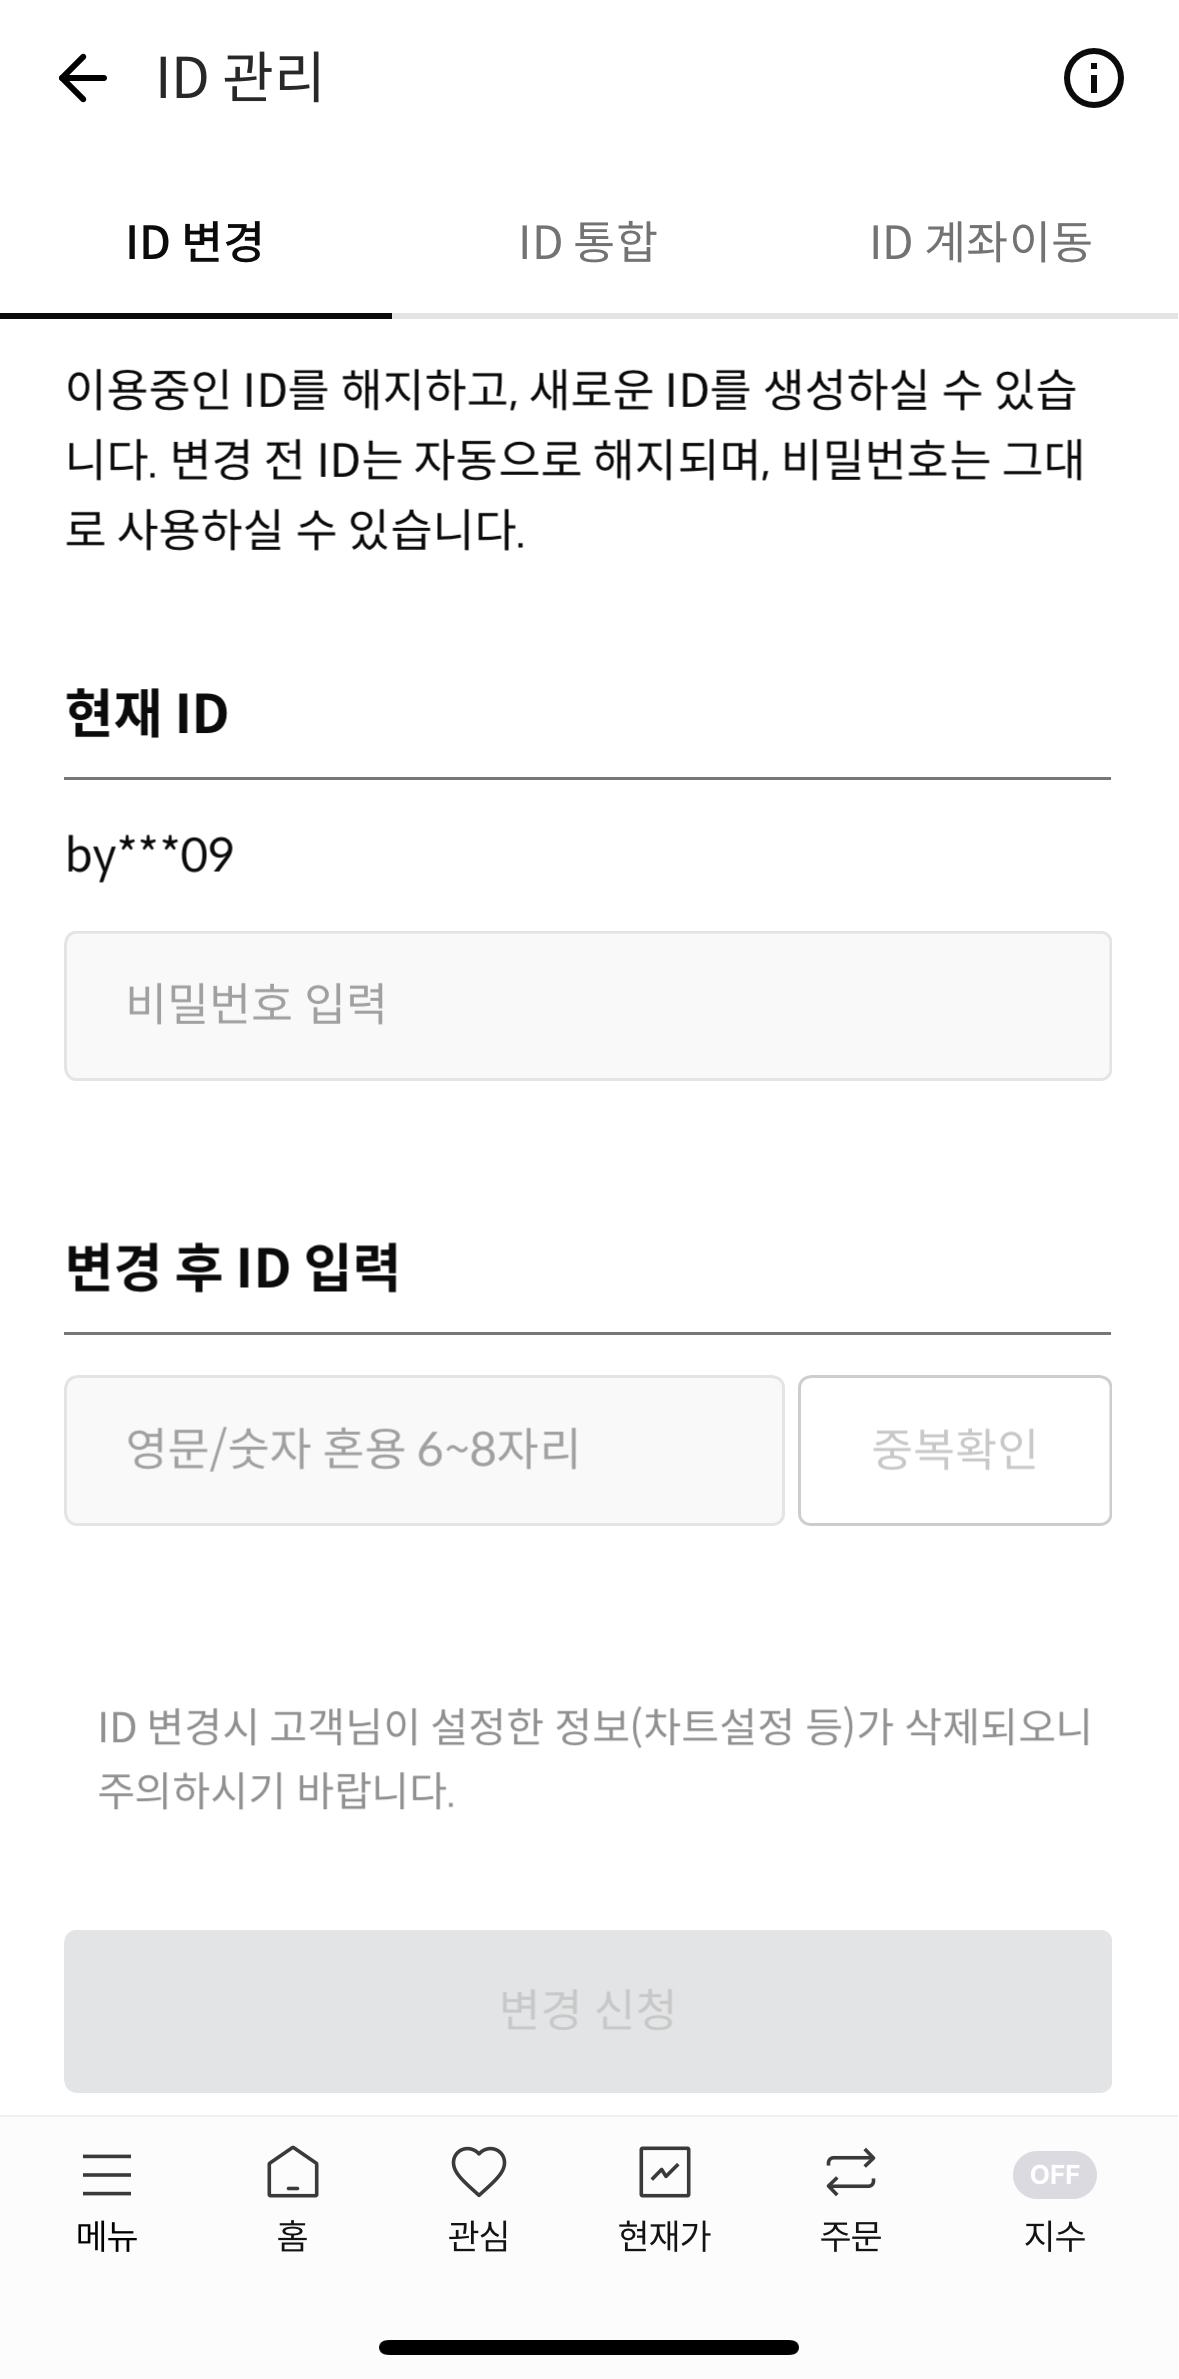 ID 관리
ID 변경
ID 통합
ID 계좌이동
이용중인 ID를 해지하고, 새로운 ID를 생성하실 수 있습
니다. 변경 전 ID는 자동으로 해지되며, 비밀번호는 그대
로 사용하실 수 있습니다.
현재 ID
by***09
비밀번호 입력
변경 후 ID 입력
영문/숫자 혼용 6~8자리
중복확인
ID 변경시 고객님이 설정한 정보(차트설정 등)가 삭제되오니
주의하시기 바랍니다.
변경 신청
OFF
메뉴
홈
관심
현재가
주문
지수